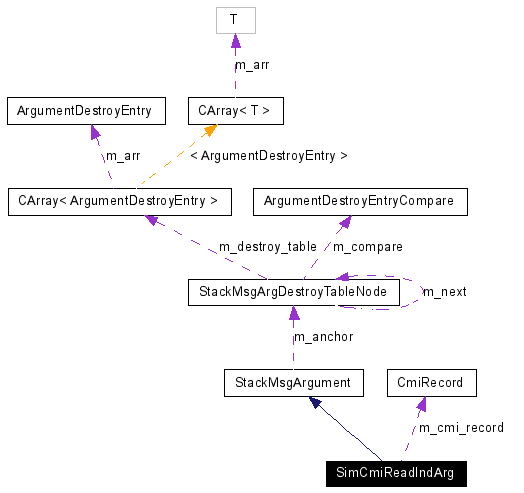 T
m_arr
ArgumentDestroyEntry
CArray< T >
m_arr
< ArgumentDestroyEntry >
CArray< ArgumentDestroyEntry >
ArgumentDestroyEntryCompare
m_destroy_table
m_compare
StackMsgArgDestroyTableNode
m_next
m_anchor
StackMsgArgument
CmiRecord
m_cmi_record
SimCmiReadIndArg